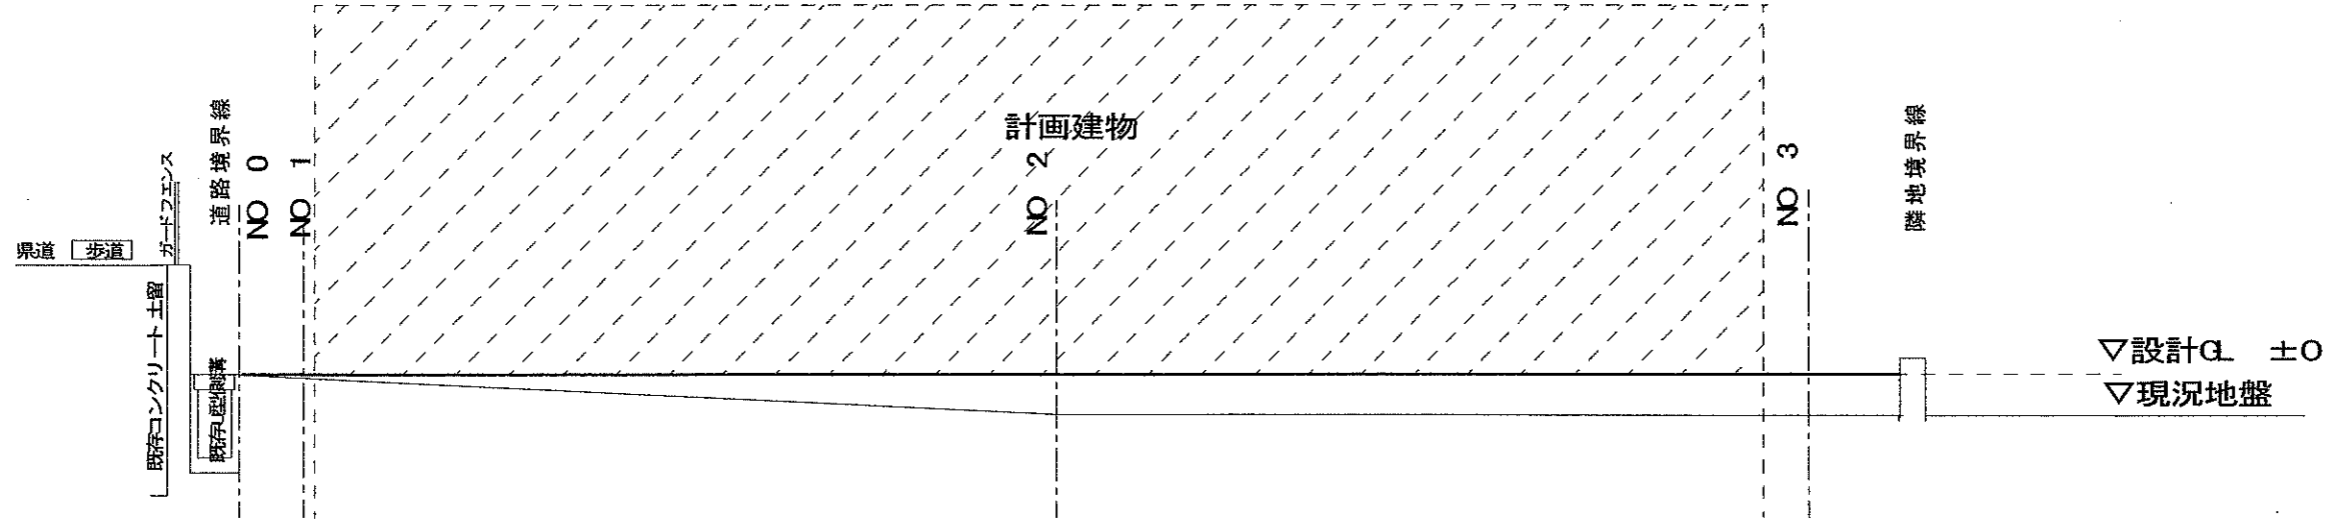 県道
歩道
ガードフェンス
既存コンクリート土留
既存U型側溝
道路境界線
NO 0
NO 1
計画建物
NO 2
NO 3
隣地境界線
▽設計GL ±0
▽現況地盤